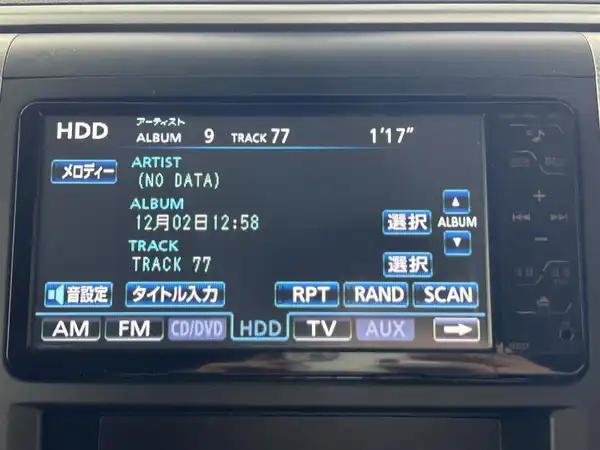 HDD アーティスト
ALBUM 9 TRACK 77 1'17"
メロディー ARTIST
(NO DATA)
ALBUM
12月02日12:58 選択 ▲ ALBUM ▼
TRACK
TRACK 77 選択
音設定 タイトル入力 RPT RAND SCAN
AM FM CD/DVD HDD TV AUX